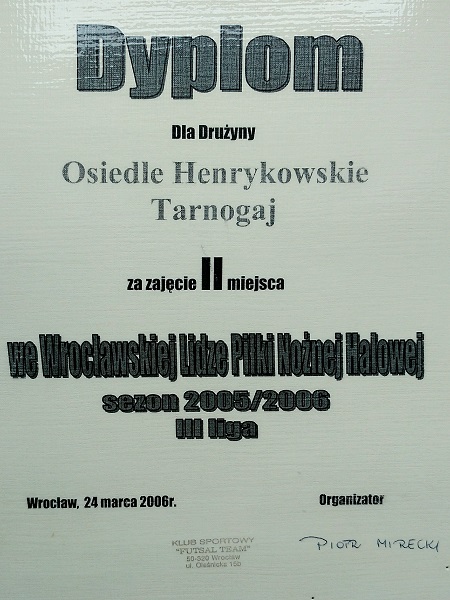 Dyplom
Dla Drużyny
Osiedle Henrykowskie
Tarnogaj
za zajęcie II miejsca
we Wrocławskiej Lidze Piłki Nożnej Halowej
sezon 2005/2006
III liga
Wrocław, 24 marca 2006r.
Organizator
KLUB SPORTOWY
"FUTSAL TEAM"
Wrocław
ul.
PIOTR MIRECKI